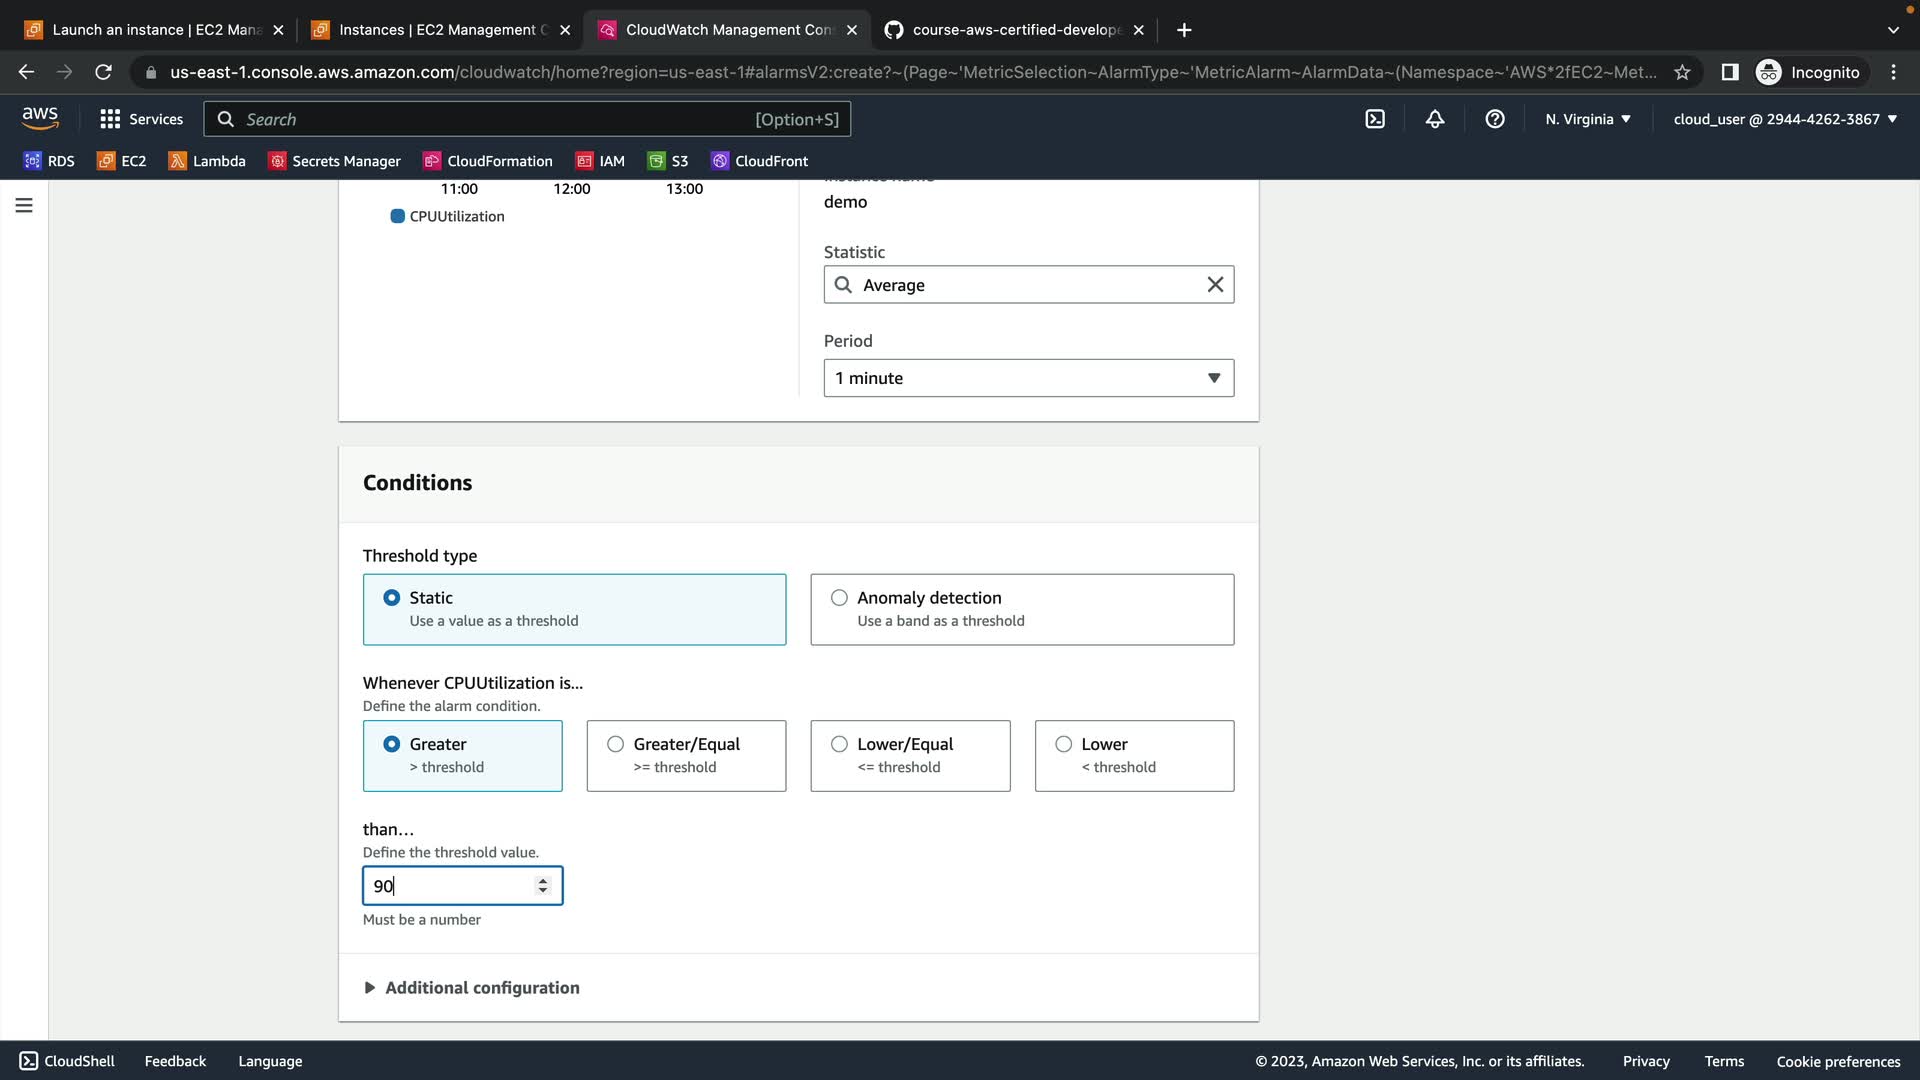 Launch an instance | EC2 Mana
Instances | EC2 Management C
CloudWatch Management Con
course-aws-certified-develope
us-east-1.console.aws.amazon.com/cloudwatch/home?region=us-east-1#alarmsV2:create?~(Page~'MetricSelection~AlarmType~'MetricAlarm~AlarmData~(Namespace~'AWS*2fEC2~Met...
Incognito
aws
Services
Search
[Option+S]
N. Virginia
cloud_user @ 2944-4262-3867
RDS
EC2
Lambda
Secrets Manager
CloudFormation
IAM
S3
CloudFront
11:00
12:00
13:00
CPUUtilization
Instance name
demo
Statistic
Average
Period
1 minute
Conditions
Threshold type
Static
Use a value as a threshold
Anomaly detection
Use a band as a threshold
Whenever CPUUtilization is...
Define the alarm condition.
Greater
> threshold
Greater/Equal
>= threshold
Lower/Equal
<= threshold
Lower
< threshold
than...
Define the threshold value.
90
Must be a number
Additional configuration
CloudShell
Feedback
Language
© 2023, Amazon Web Services, Inc. or its affiliates.
Privacy
Terms
Cookie preferences